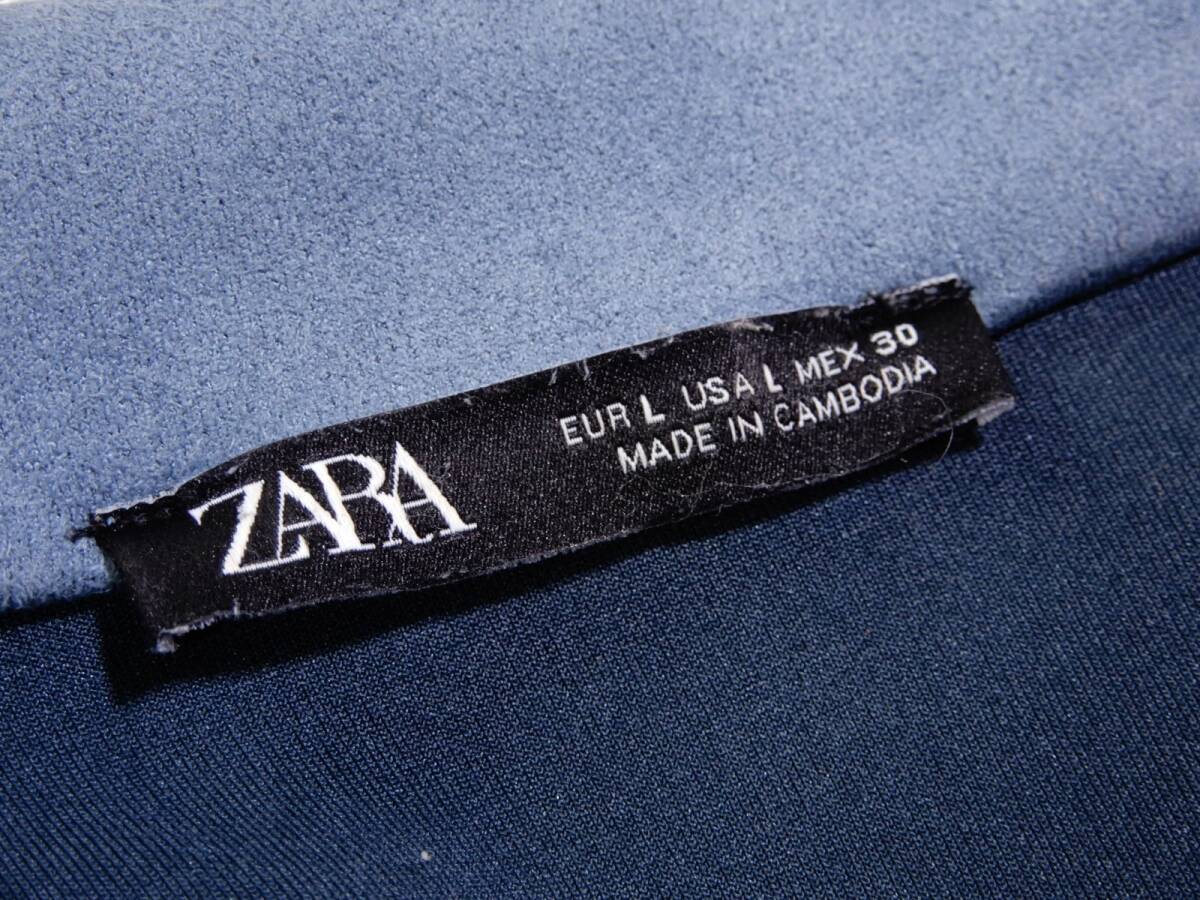 ZARA
EUR L USA L MEX 30
MADE IN CAMBODIA